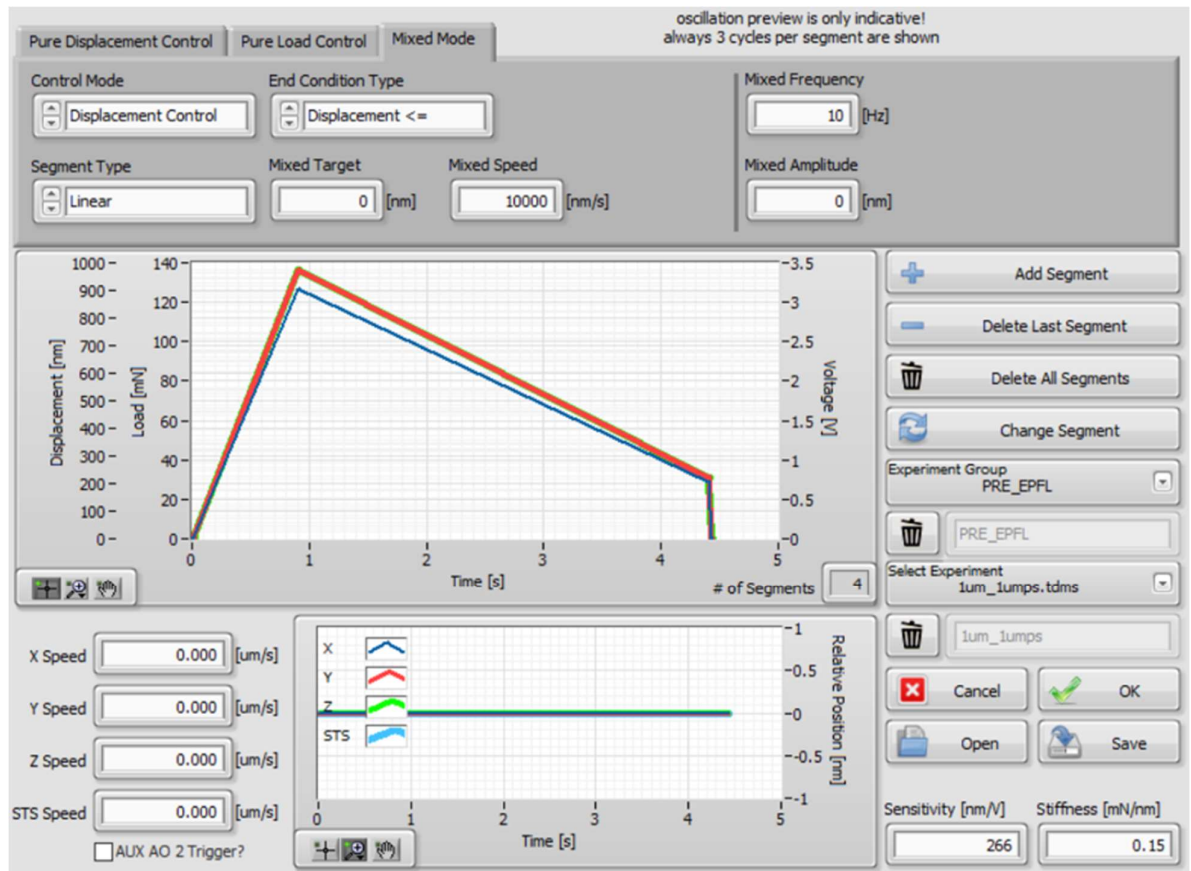 oscillation preview is only indicative!
always 3 cycles per segment are shown
Pure Displacement Control
Pure Load Control
Mixed Mode
Control Mode
End Condition Type
Mixed Frequency
Displacement Control
Displacement <=
10 [Hz]
Segment Type
Mixed Target
Mixed Speed
Mixed Amplitude
Linear
0 [nm]
10000 [nm/s]
0 [nm]
1000
900
800
700
600
500
400
300
200
100
0
Displacement [nm]
140
120
100
80
60
40
20
0
Load [mN]
3.5
3
2.5
2
1.5
1
0.5
0
Voltage [V]
0 1 2 3 4 5
Time [s]
# of Segments 4
Add Segment
Delete Last Segment
Delete All Segments
Change Segment
Experiment Group
PRE_EPFL
PRE_EPFL
Select Experiment
1um_1umps.tdms
1um_1umps
Cancel
OK
Open
Save
Sensitivity [nm/V]
Stiffness [mN/nm]
266
0.15
X Speed 0.000 [um/s]
Y Speed 0.000 [um/s]
Z Speed 0.000 [um/s]
STS Speed 0.000 [um/s]
AUX AO 2 Trigger?
X
Y
Z
STS
1
0.5
0
-0.5
-1
Relative Position [nm]
0 1 2 3 4 5
Time [s]